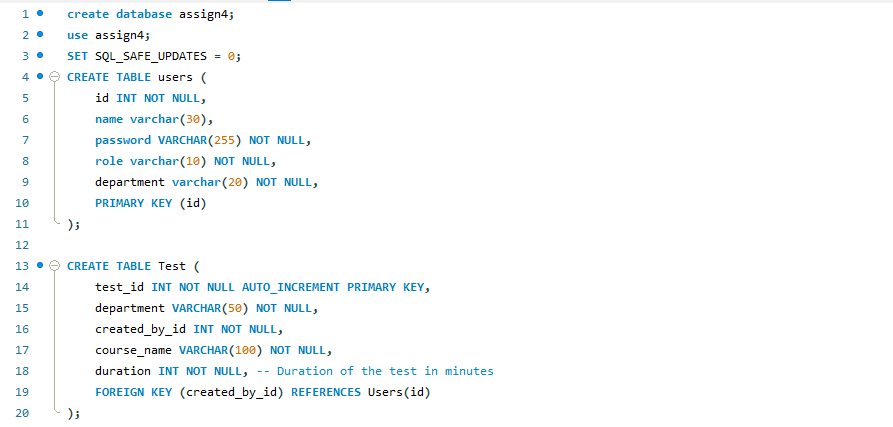 1 create database assign4;
2 use assign4;
3 SET SQL_SAFE_UPDATES = 0;
4 CREATE TABLE users (
5 id INT NOT NULL,
6 name varchar(30),
7 password VARCHAR(255) NOT NULL,
8 role varchar(10) NOT NULL,
9 department varchar(20) NOT NULL,
10 PRIMARY KEY (id)
11 );
12
13 CREATE TABLE Test (
14 test_id INT NOT NULL AUTO_INCREMENT PRIMARY KEY,
15 department VARCHAR(50) NOT NULL,
16 created_by_id INT NOT NULL,
17 course_name VARCHAR(100) NOT NULL,
18 duration INT NOT NULL, -- Duration of the test in minutes
19 FOREIGN KEY (created_by_id) REFERENCES Users(id)
20 );